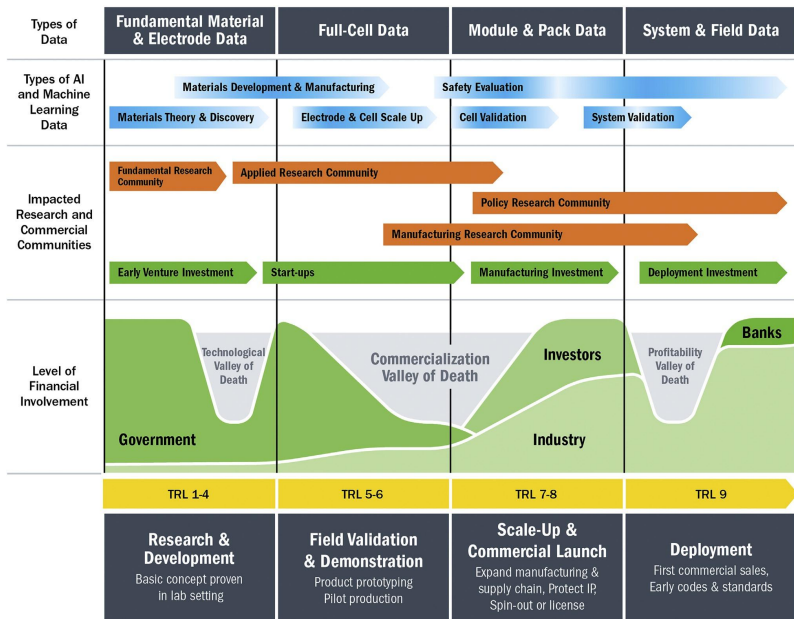 Types of
Data
Fundamental Material
& Electrode Data
Full-Cell Data
Module & Pack Data
System & Field Data
Types of AI
and Machine
Learning
Data
Materials Development & Manufacturing
Safety Evaluation
Materials Theory & Discovery
Electrode & Cell Scale Up
Cell Validation
System Validation
Impacted
Research and
Commercial
Communities
Fundamental Research
Community
Applied Research Community
Policy Research Community
Manufacturing Research Community
Early Venture Investment
Start-ups
Manufacturing Investment
Deployment Investment
Level of
Financial
Involvement
Technological
Valley of
Death
Commercialization
Valley of Death
Investors
Profitability
Valley of
Death
Banks
Government
Industry
TRL 1-4
TRL 5-6
TRL 7-8
TRL 9
Research &
Development
Basic concept proven
in lab setting
Field Validation
& Demonstration
Product prototyping
Pilot production
Scale-Up &
Commercial Launch
Expand manufacturing &
supply chain, Protect IP,
Spin-out or license
Deployment
First commercial sales,
Early codes & standards